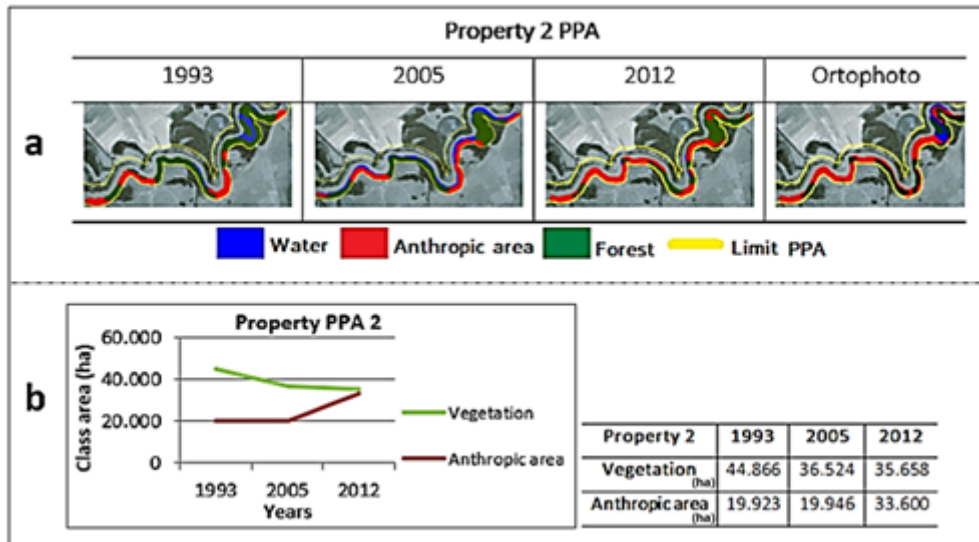 Property 2 PPA
1993 2005 2012 Ortophoto
a
Water Anthropic area Forest Limit PPA
b
Property PPA 2
Class area (ha)
60.000
40.000
20.000
0
1993 2005 2012
Years
Vegetation
Anthropic area
Property 2 1993 2005 2012
Vegetation (ha) 44.866 36.524 35.658
Anthropic area (ha) 19.923 19.946 33.600